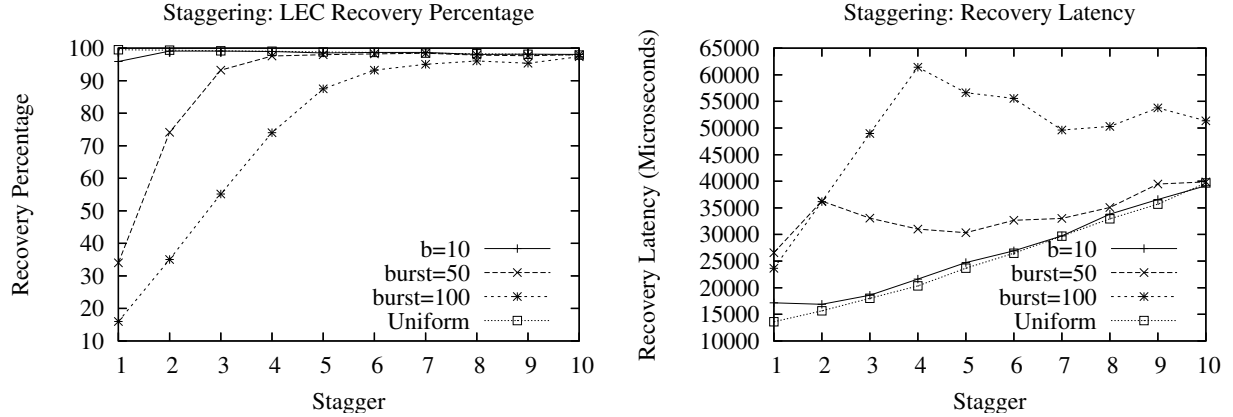 Staggering: LEC Recovery Percentage
100
90
80
70
60
50
40
30
20
10
1 2 3 4 5 6 7 8 9 10
Recovery Percentage
Stagger
b=10
burst=50
burst=100
Uniform
Staggering: Recovery Latency
65000
60000
55000
50000
45000
40000
35000
30000
25000
20000
15000
10000
1 2 3 4 5 6 7 8 9 10
Recovery Latency (Microseconds)
Stagger
b=10
burst=50
burst=100
Uniform